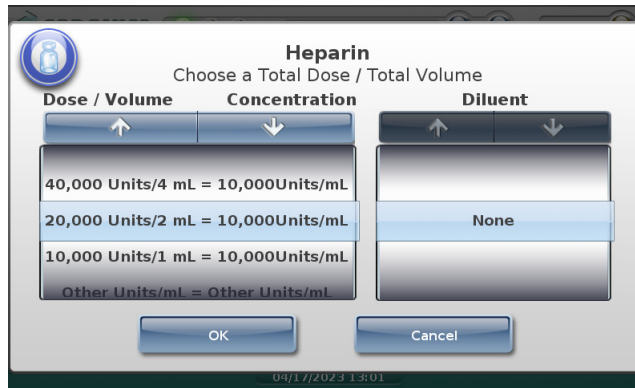 Heparin
Choose a Total Dose / Total Volume
Dose / Volume Concentration Diluent
40,000 Units/4 mL = 10,000Units/mL
20,000 Units/2 mL = 10,000Units/mL None
10,000 Units/1 mL = 10,000Units/mL
Other Units/mL = Other Units/mL
OK Cancel
04/17/2023 13:01